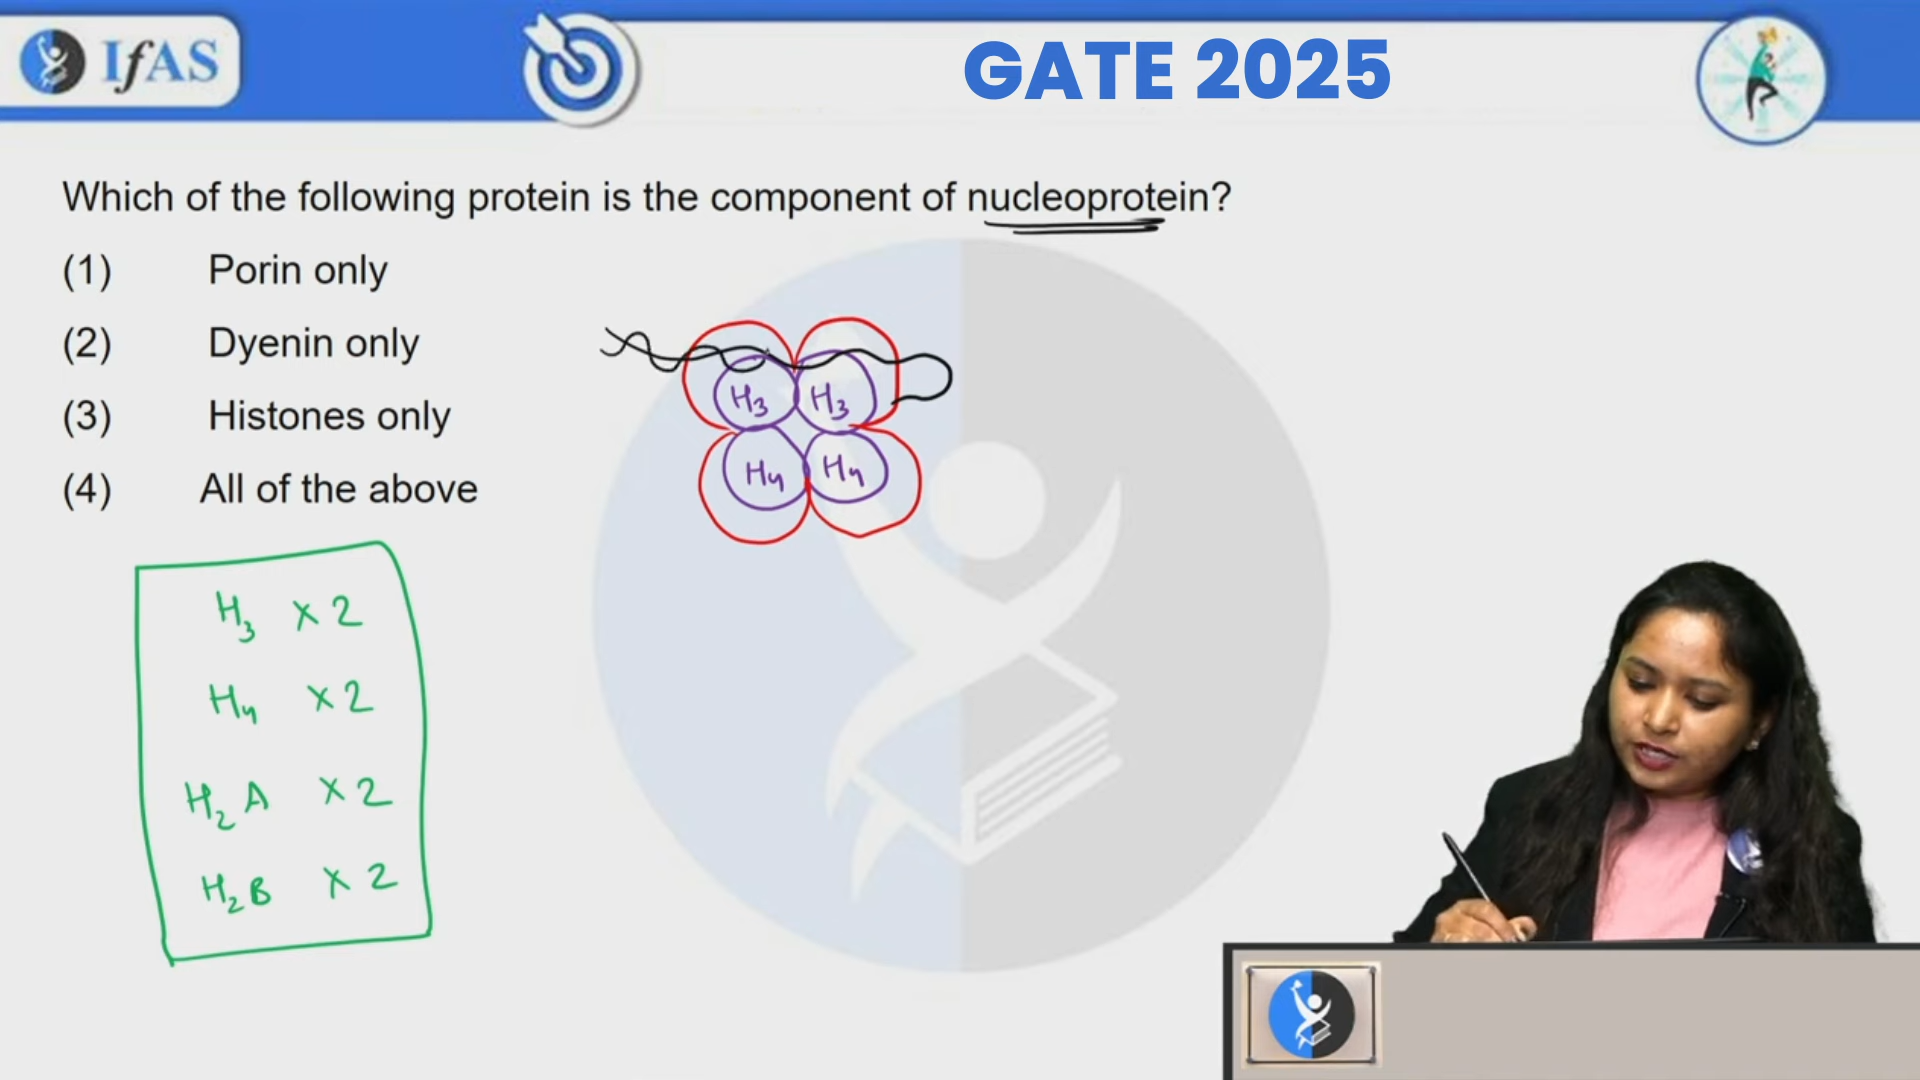 IfAS
GATE 2025
Which of the following protein is the component of nucleoprotein?
(1) Porin only
(2) Dyenin only
(3) Histones only
(4) All of the above
H3 H3
H4 H4
H3 X 2
H4 X 2
H2A X 2
H2B X 2